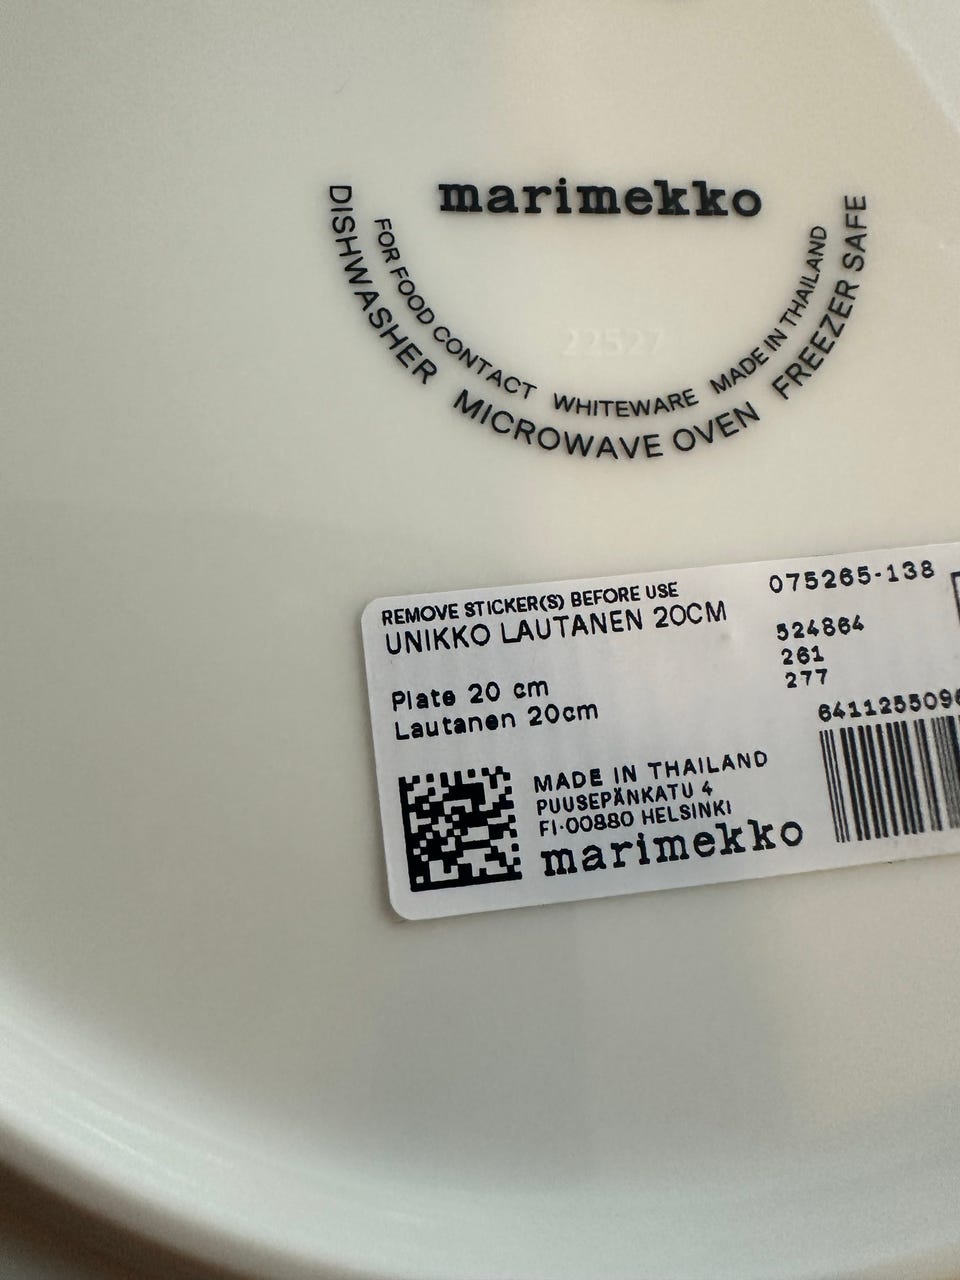 marimekko
FOR FOOD CONTACT WHITEWARE MADE IN THAILAND
DISHWASHER MICROWAVE OVEN FREEZER SAFE
22527
REMOVE STICKER(S) BEFORE USE
UNIKKO LAUTANEN 20CM
075265-138
524864
261
277
Plate 20 cm
Lautanen 20cm
MADE IN THAILAND
PUUSEPÄNKATU 4
FI-00880 HELSINKI
marimekko